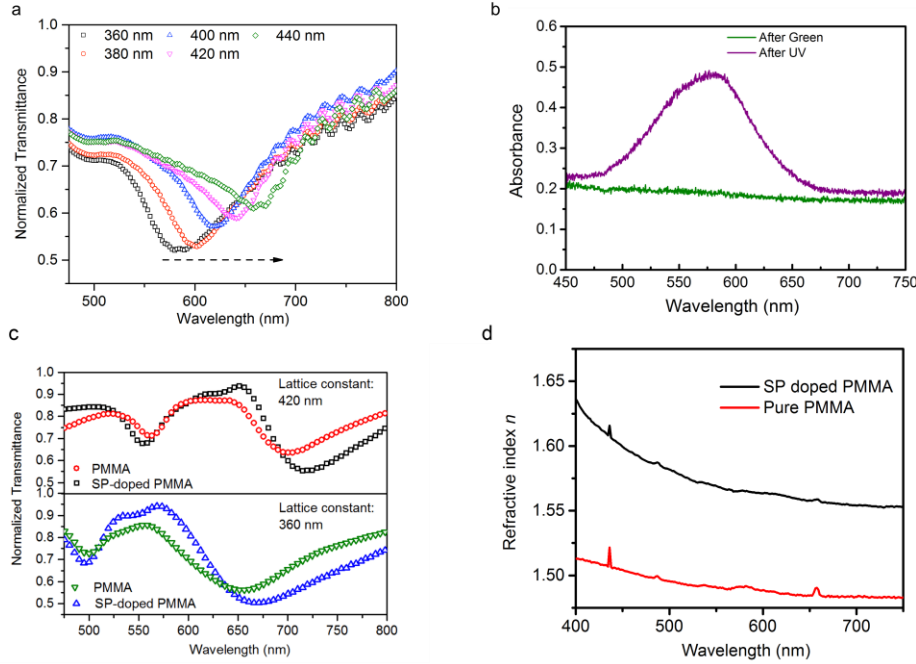 a
1.0
0.9
0.8
0.7
0.6
0.5
Normalized Transmittance
360 nm 400 nm 440 nm
380 nm 420 nm
500 600 700 800
Wavelength (nm)
b
0.6
0.5
0.4
0.3
0.2
0.1
0.0
Absorbance
After Green
After UV
450 500 550 600 650 700 750
Wavelength (nm)
c
1.0
0.9
0.8
0.7
0.6
0.5
1.0
0.9
0.8
0.7
0.6
0.5
Normalized Transmittance
Lattice constant:
420 nm
PMMA
SP-doped PMMA
Lattice constant:
360 nm
PMMA
SP-doped PMMA
500 550 600 650 700 750 800
Wavelength (nm)
d
1.65
1.60
1.55
1.50
Refractive index n
SP doped PMMA
Pure PMMA
400 500 600 700
Wavelength (nm)